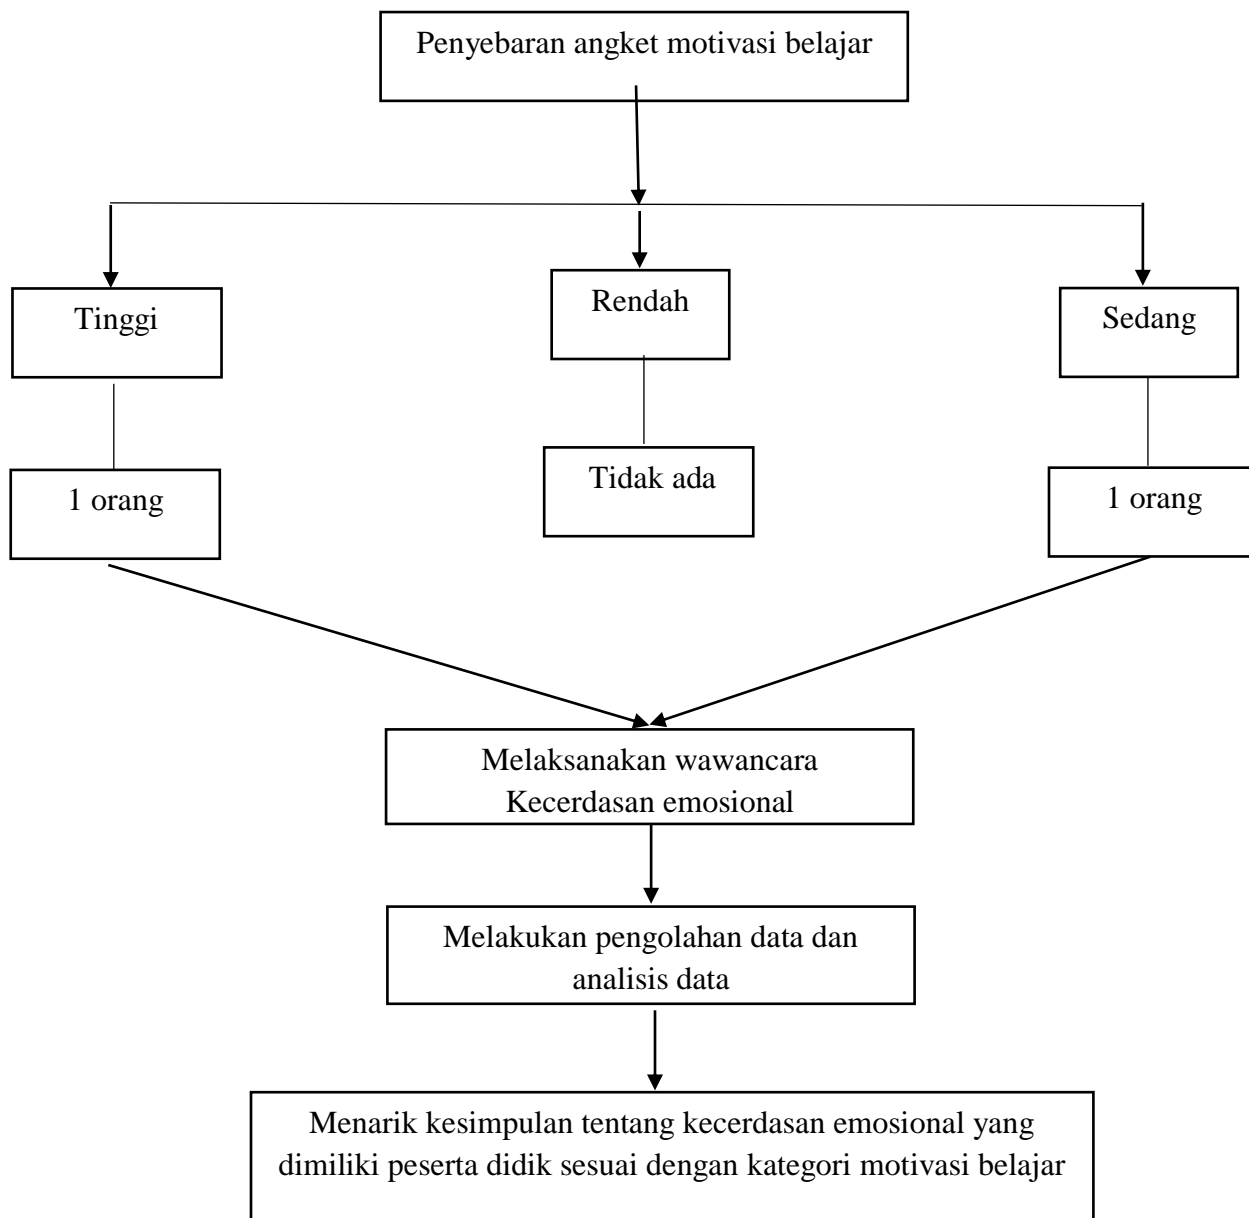 Penyebaran angket motivasi belajar
Tinggi
Rendah
Sedang
1 orang
Tidak ada
1 orang
Melaksanakan wawancara
Kecerdasan emosional
Melakukan pengolahan data dan
analisis data
Menarik kesimpulan tentang kecerdasan emosional yang
dimiliki peserta didik sesuai dengan kategori motivasi belajar